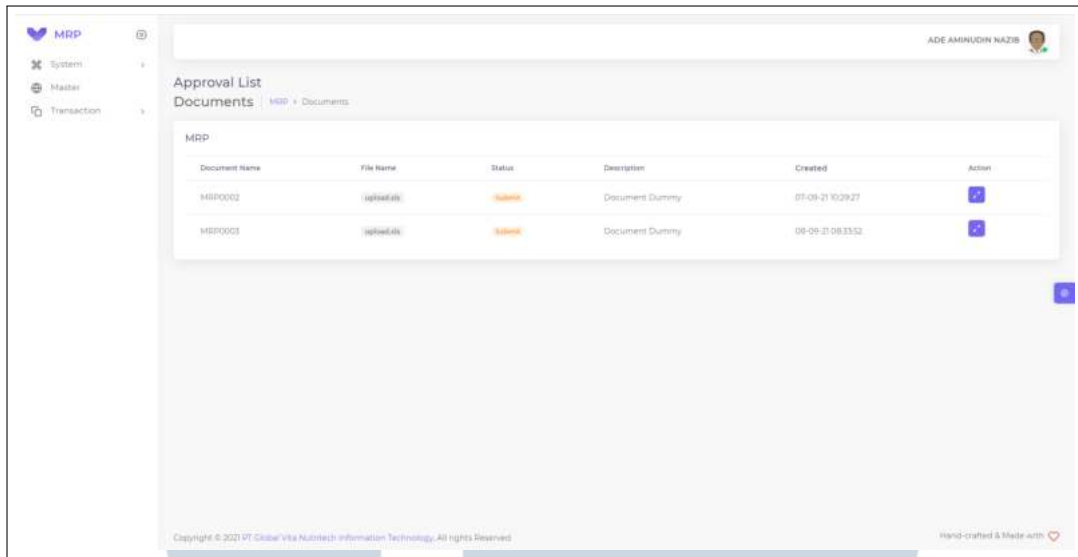 MRP
ADE AMINUDIN NAZIB
System
Master
Transaction
Approval List
Documents MRP Documents
MRP
Document Name File Name Status Description Created Action
MRP0002 upload.xls Submit Document Dummy 07-09-21 10:29:27
MRP0003 upload.xls Submit Document Dummy 08-09-21 08:33:52
Copyright © 2021 PT Global Vita Nutritech Information Technology, All rights Reserved
Hand-crafted & Made with